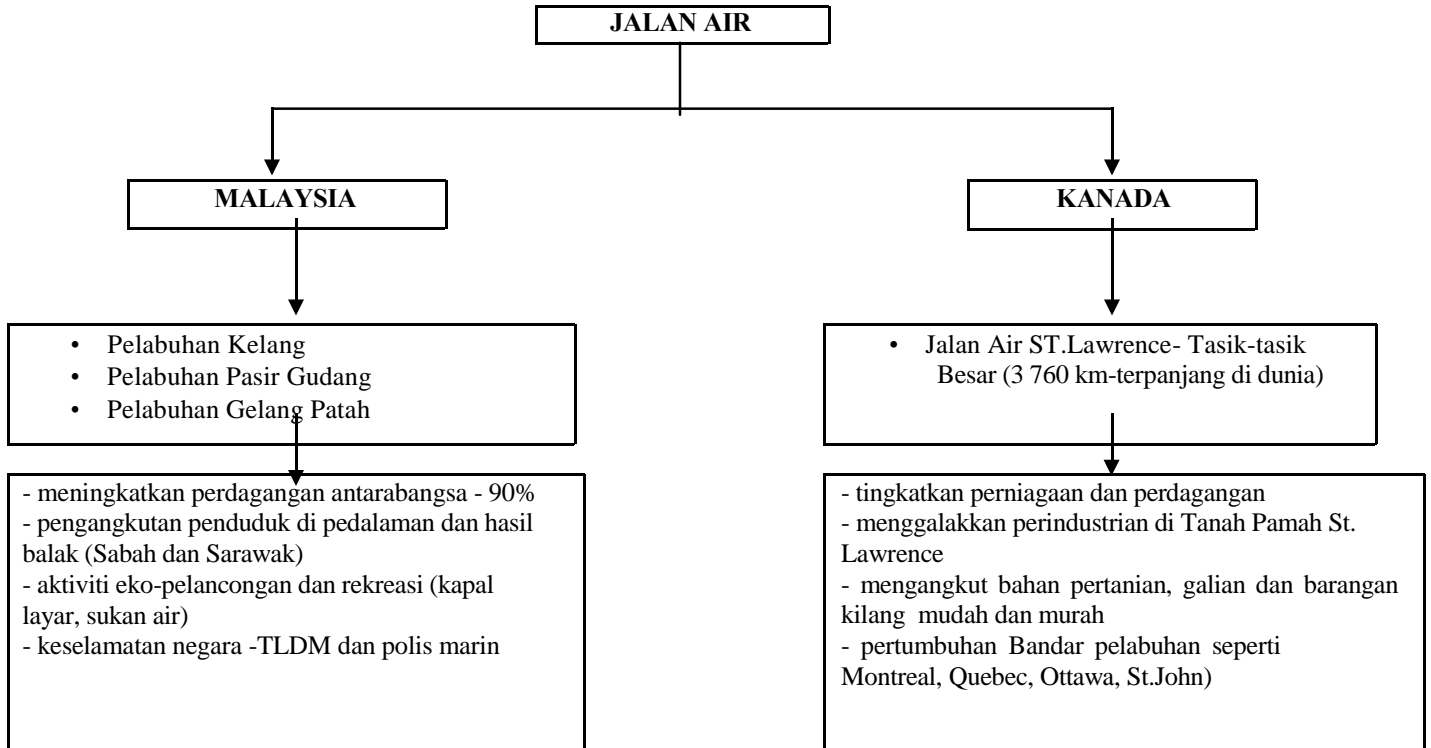 JALAN AIR
MALAYSIA
KANADA
• Pelabuhan Kelang
• Pelabuhan Pasir Gudang
• Pelabuhan Gelang Patah
• Jalan Air ST.Lawrence- Tasik-tasik
Besar (3 760 km-terpanjang di dunia)
- meningkatkan perdagangan antarabangsa - 90%
- pengangkutan penduduk di pedalaman dan hasil
balak (Sabah dan Sarawak)
- aktiviti eko-pelancongan dan rekreasi (kapal
layar, sukan air)
- keselamatan negara -TLDM dan polis marin
- tingkatkan perniagaan dan perdagangan
- menggalakkan perindustrian di Tanah Pamah St.
Lawrence
- mengangkut bahan pertanian, galian dan barangan
kilang mudah dan murah
- pertumbuhan Bandar pelabuhan seperti
Montreal, Quebec, Ottawa, St.John)